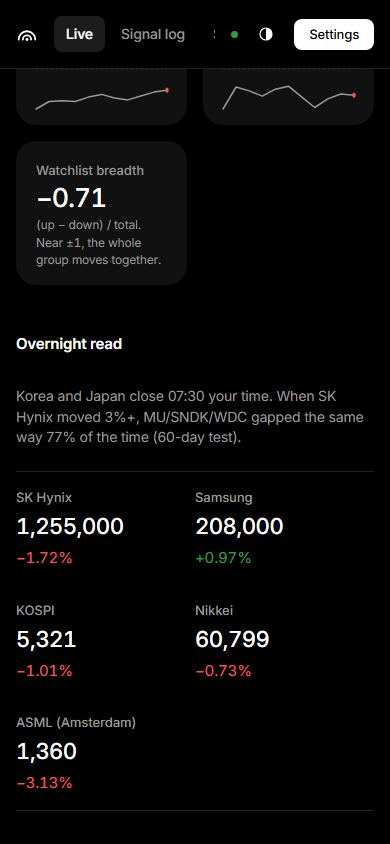 Live
Signal log
Settings
Watchlist breadth
−0.71
(up − down) / total.
Near ±1, the whole
group moves together.
Overnight read
Korea and Japan close 07:30 your time. When SK
Hynix moved 3%+, MU/SNDK/WDC gapped the same
way 77% of the time (60-day test).
SK Hynix
Samsung
1,255,000
208,000
−1.72%
+0.97%
KOSPI
Nikkei
5,321
60,799
−1.01%
−0.73%
ASML (Amsterdam)
1,360
−3.13%